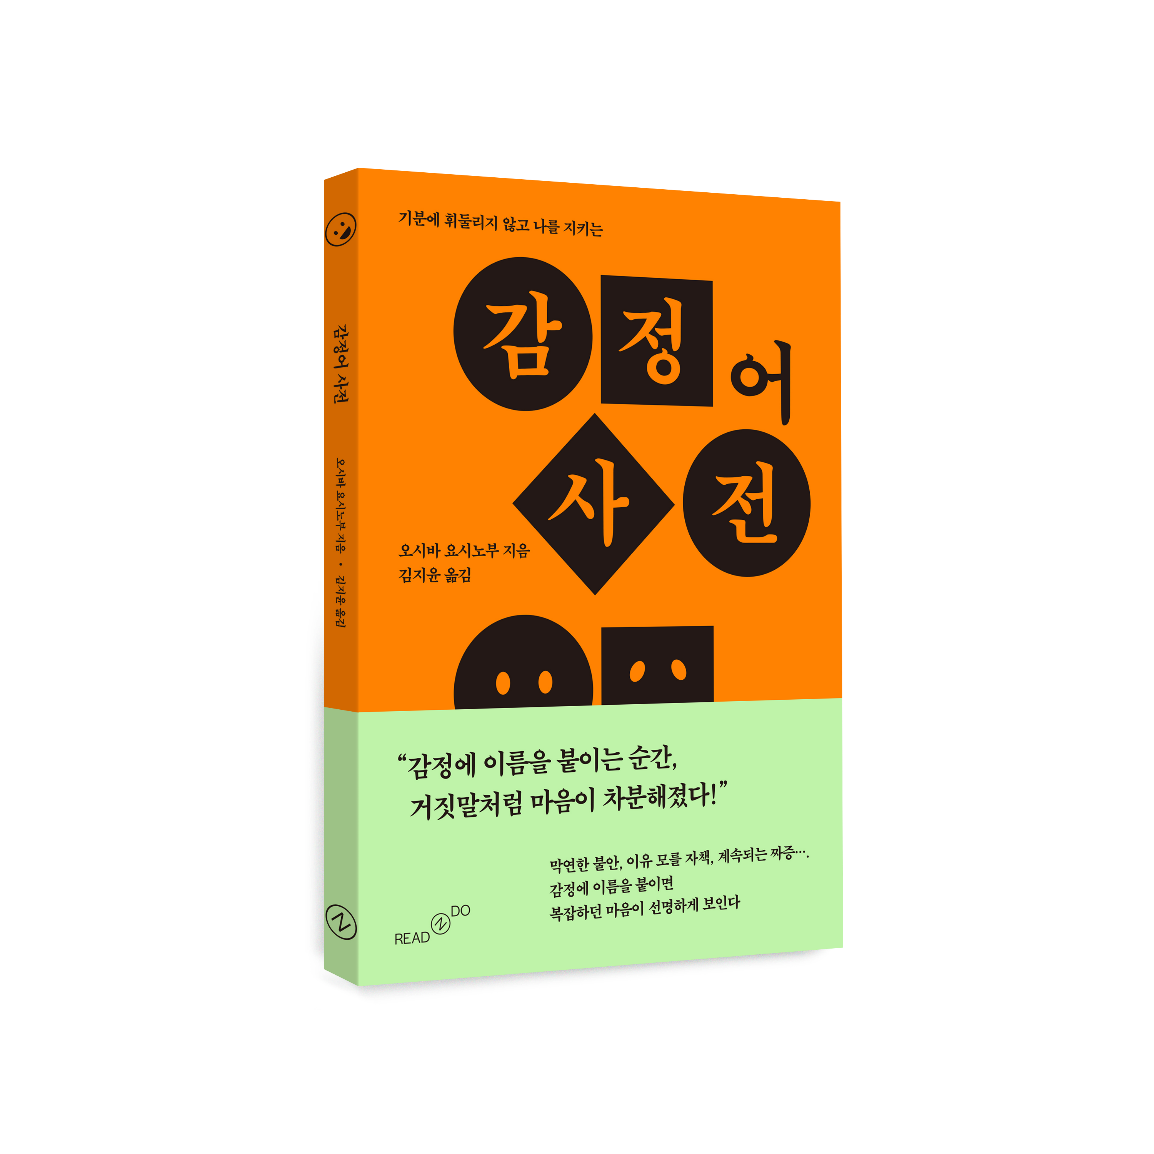 기분에 휘둘리지 않고 나를 지키는
감정어
사전
오시바 요시노부 지음
김지윤 옮김
“감정에 이름을 붙이는 순간,
거짓말처럼 마음이 차분해졌다!”
막연한 불안, 이유 모를 자책, 계속되는 짜증….
감정에 이름을 붙이면
복잡하던 마음이 선명하게 보인다
READ N DO
감정어 사전
오시바 요시노부 지음 • 김지윤 옮김
N